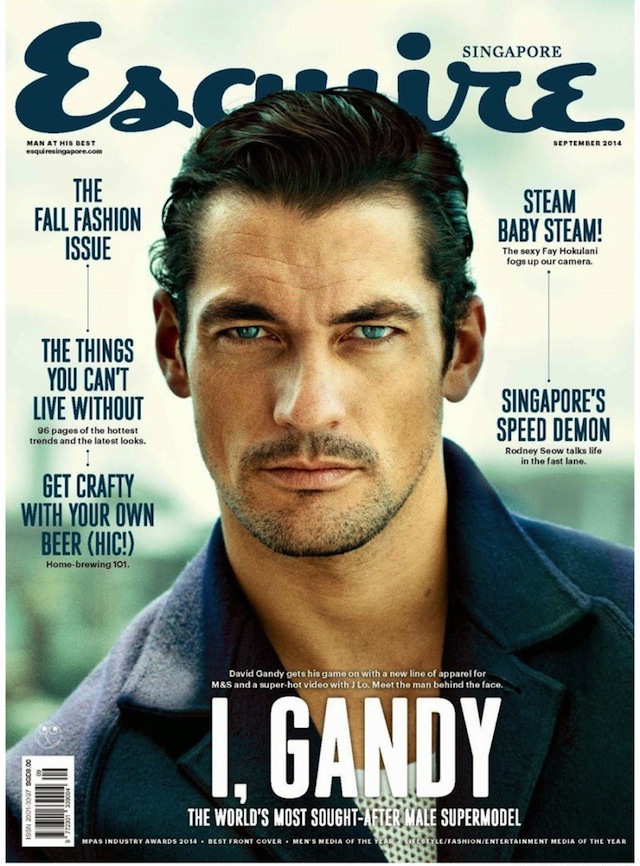 Esquire
SINGAPORE
MAN AT HIS BEST
esquiresingapore.com
SEPTEMBER 2014
THE
FALL FASHION
ISSUE
THE THINGS
YOU CAN'T
LIVE WITHOUT
96 pages of the hottest
trends and the latest looks.
GET CRAFTY
WITH YOUR OWN
BEER (HIC!)
Home-brewing 101.
STEAM
BABY STEAM!
The sexy Fay Hokulani
fogs up our camera.
SINGAPORE'S
SPEED DEMON
Rodney Seow talks life
in the fast lane.
David Gandy gets his game on with a new line of apparel for
M&S and a super-hot video with J Lo. Meet the man behind the face.
I, GANDY
THE WORLD'S MOST SOUGHT-AFTER MALE SUPERMODEL
SGD8.00
09
MPAS INDUSTRY AWARDS 2014 • BEST FRONT COVER • MEN'S MEDIA OF THE YEAR • LIFESTYLE/FASHION/ENTERTAINMENT MEDIA OF THE YEAR